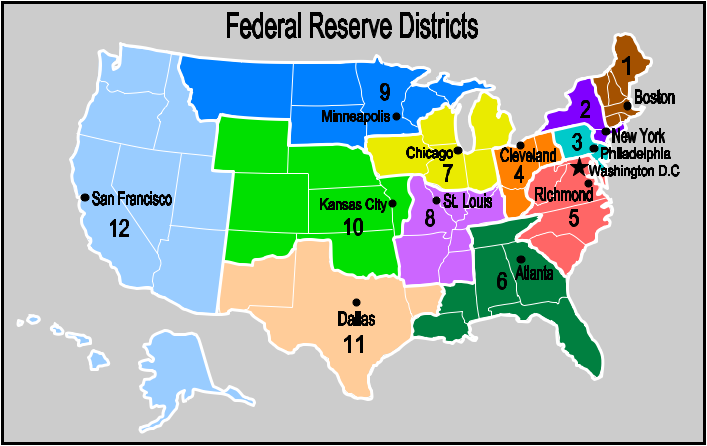 Federal Reserve Districts
1
Boston
9
2
Minneapolis
New York
3
Philadelphia
Chicago
Cleveland
7
4
Washington D.C
San Francisco
12
Kansas City
10
St. Louis
8
Richmond
5
6
Atlanta
Dallas
11